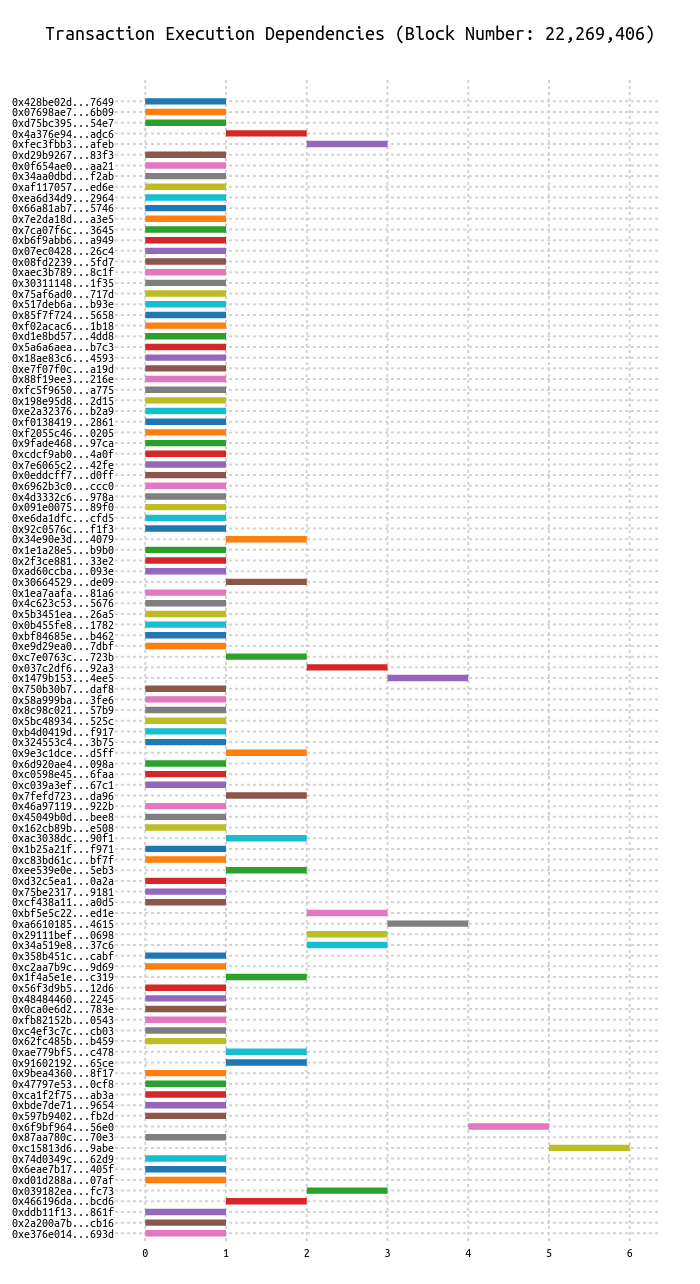 Transaction Execution Dependencies (Block Number: 22,269,406)
0x428be02d...7649
0x07698ae7...6b09
0xd75bc395...54e7
0x4a376e94...adc6
0xfec3fbb3...afeb
0xd29b9267...83f3
0x0f654ae0...aa21
0x34aa0dbd...f2ab
0xaf117057...ed6e
0xea6d34d9...2964
0x66a81ab7...5746
0x7e2da18d...a3e5
0x7ca07f6c...3645
0xb6f9abb6...a949
0x07ec0428...26c4
0x08fd2239...5fd7
0xaec3b789...8c1f
0x30311148...1f35
0x75af6ad0...717d
0x517deb6a...b93e
0x85f7f724...5658
0xf02acac6...1b18
0xd1e8bd57...4dd8
0x5a6a6aea...b7c3
0x18ae83c6...4593
0xe7f07f0c...a19d
0x88f19ee3...216e
0xfc5f9650...a775
0x198e95d8...2d15
0xe2a32376...b2a9
0xf0138419...2861
0xf2055c46...0205
0x9fade468...97ca
0xcdcf9ab0...4a0f
0x7e6065c2...42fe
0x0eddcff7...d0ff
0x6962b3c0...ccc0
0x4d3332c6...978a
0x091e0075...89f0
0xe6da1dfc...cfd5
0x92c0576c...f1f3
0x34e90e3d...4079
0x1e1a28e5...b9b0
0x2f3ce881...33e2
0xad60ccba...093e
0x30664529...de09
0x1ea7aafa...81a6
0x4c623c53...5676
0x5b3451ea...26a5
0x0b455fe8...1782
0xbf84685e...b462
0xe9d29ea0...7dbf
0xc7e0763c...723b
0x037c2df6...92a3
0x1479b153...4ee5
0x750b30b7...daf8
0x58a999ba...3fe6
0x8c98c021...57b9
0x5bc48934...525c
0xb4d0419d...f917
0x324553c4...3b75
0x9e3c1dce...d5ff
0x6d920ae4...098a
0xc0598e45...6faa
0xc039a3ef...67c1
0x7fefd723...da96
0x46a97119...922b
0x45049b0d...bee8
0x162cb89b...e508
0xac3038dc...90f1
0x1b25a21f...f971
0xc83bd61c...bf7f
0xee539e0e...5eb3
0xd32c5ea1...0a2a
0x75be2317...9181
0xcf438a11...a0d5
0xbf5e5c22...ed1e
0xa6610185...4615
0x29111bef...0698
0x34a519e8...37c6
0x358b451c...cabf
0xc2aa7b9c...9d69
0x1f4a5e1e...c319
0x56f3d9b5...12d6
0x48484460...2245
0x0ca0e6d2...783e
0xfb82152b...0543
0xc4ef3c7c...cb03
0x62fc485b...b459
0xae779bf5...c478
0x91602192...65ce
0x9bea4360...8f17
0x47797e53...0cf8
0xca1f2f75...ab3a
0xbde7de71...9654
0x597b9402...fb2d
0x6f9bf964...56e0
0x87aa780c...70e3
0xc15813d6...9abe
0x74d0349c...62d9
0x6eae7b17...405f
0xd01d288a...07af
0x039182ea...fc73
0x466196da...bcd6
0xddb11f13...861f
0x2a200a7b...cb16
0xe376e014...693d
0 1 2 3 4 5 6